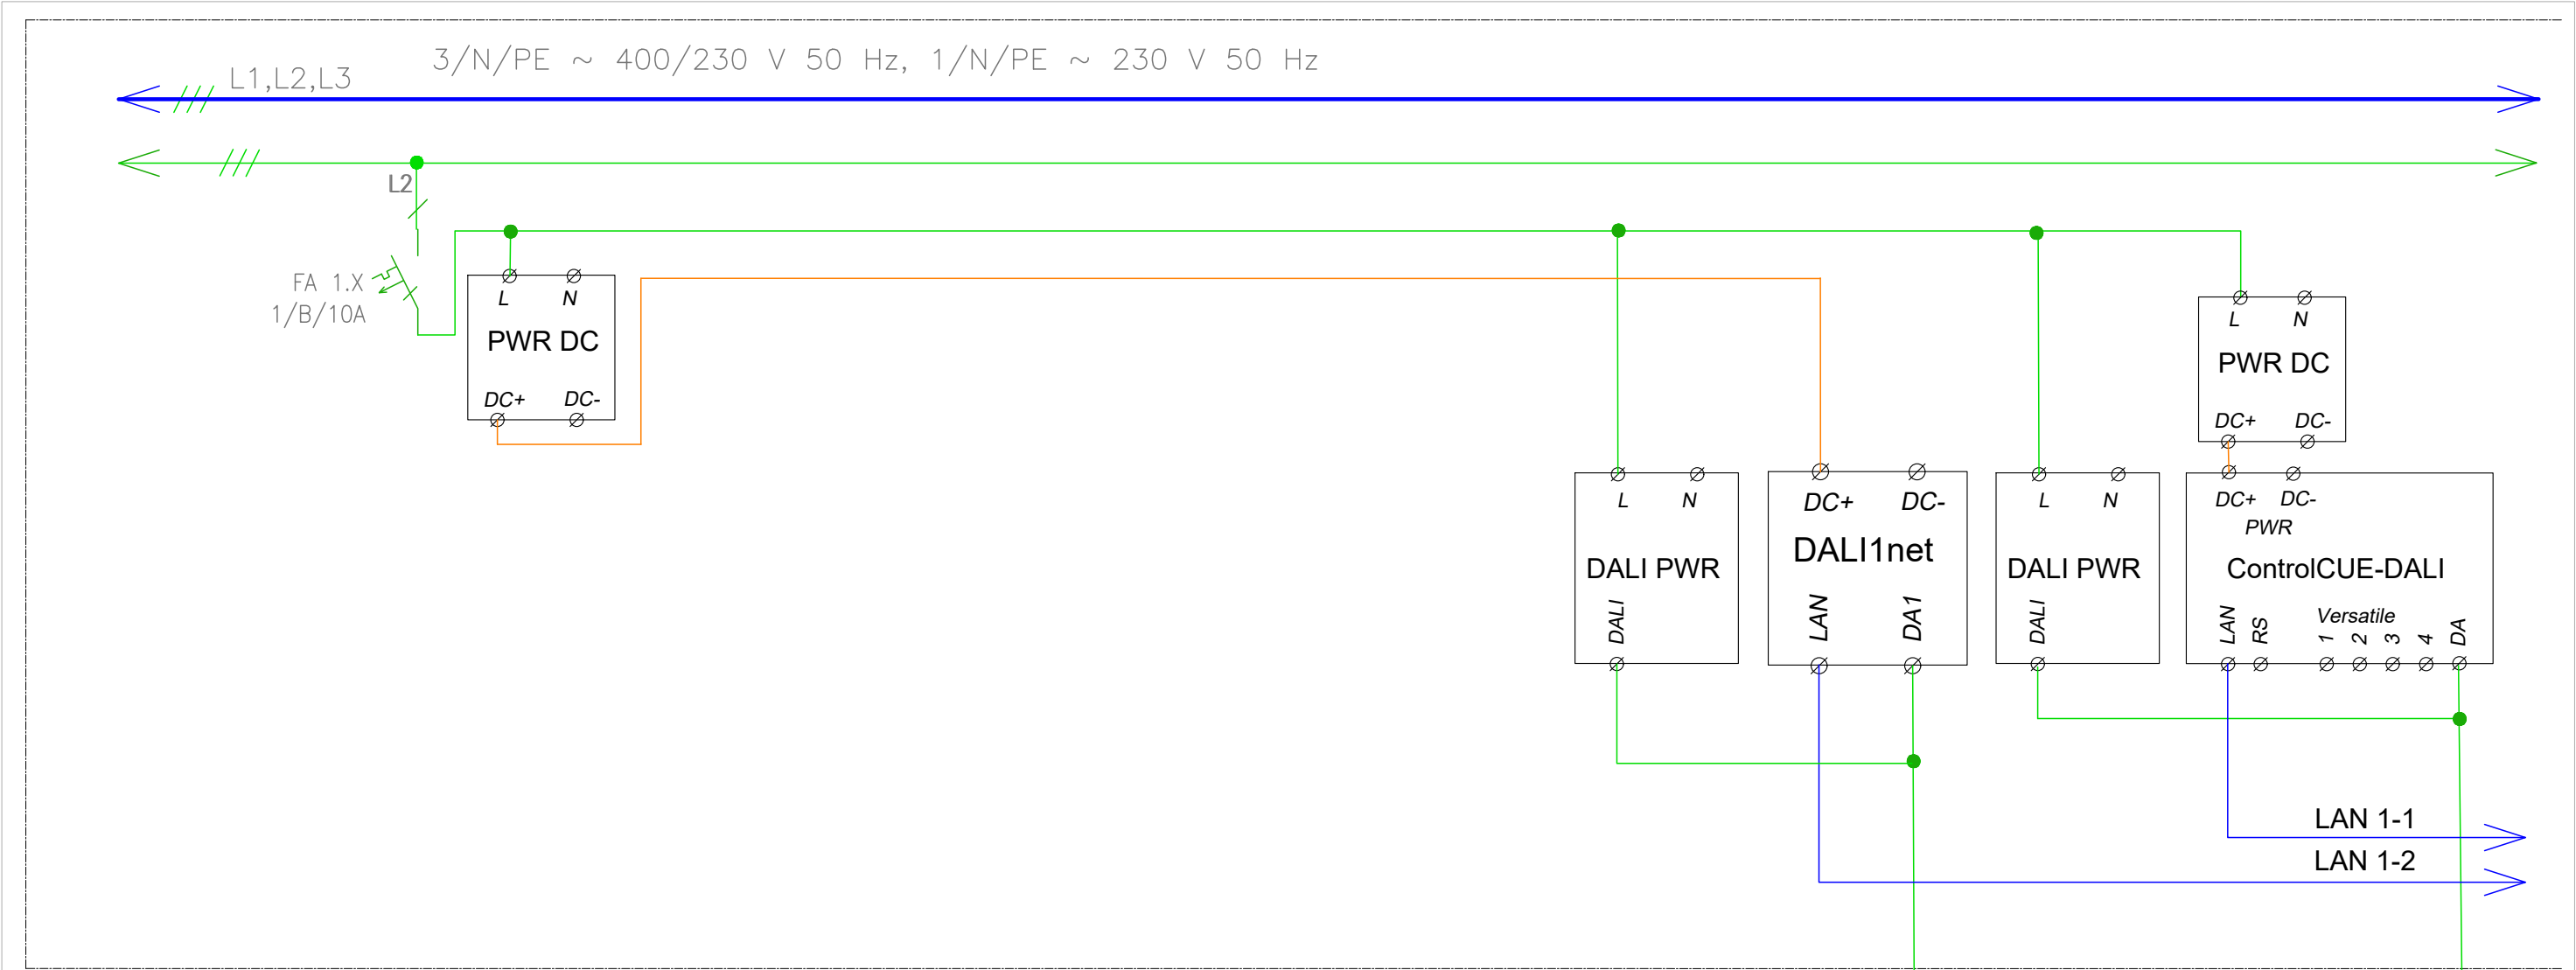 3/N/PE ~ 400/230 V 50 Hz, 1/N/PE ~ 230 V 50 Hz
L1,L2,L3
L2
FA 1.X
1/B/10A
L N
PWR DC
DC+ DC-
L N
PWR DC
DC+ DC-
L N
DALI PWR
DALI
DC+ DC-
DALI1net
LAN DA1
L N
DALI PWR
DALI
DC+ DC-
PWR
ControlCUE-DALI
Versatile
LAN RS 1 2 3 4 DA
LAN 1-1
LAN 1-2